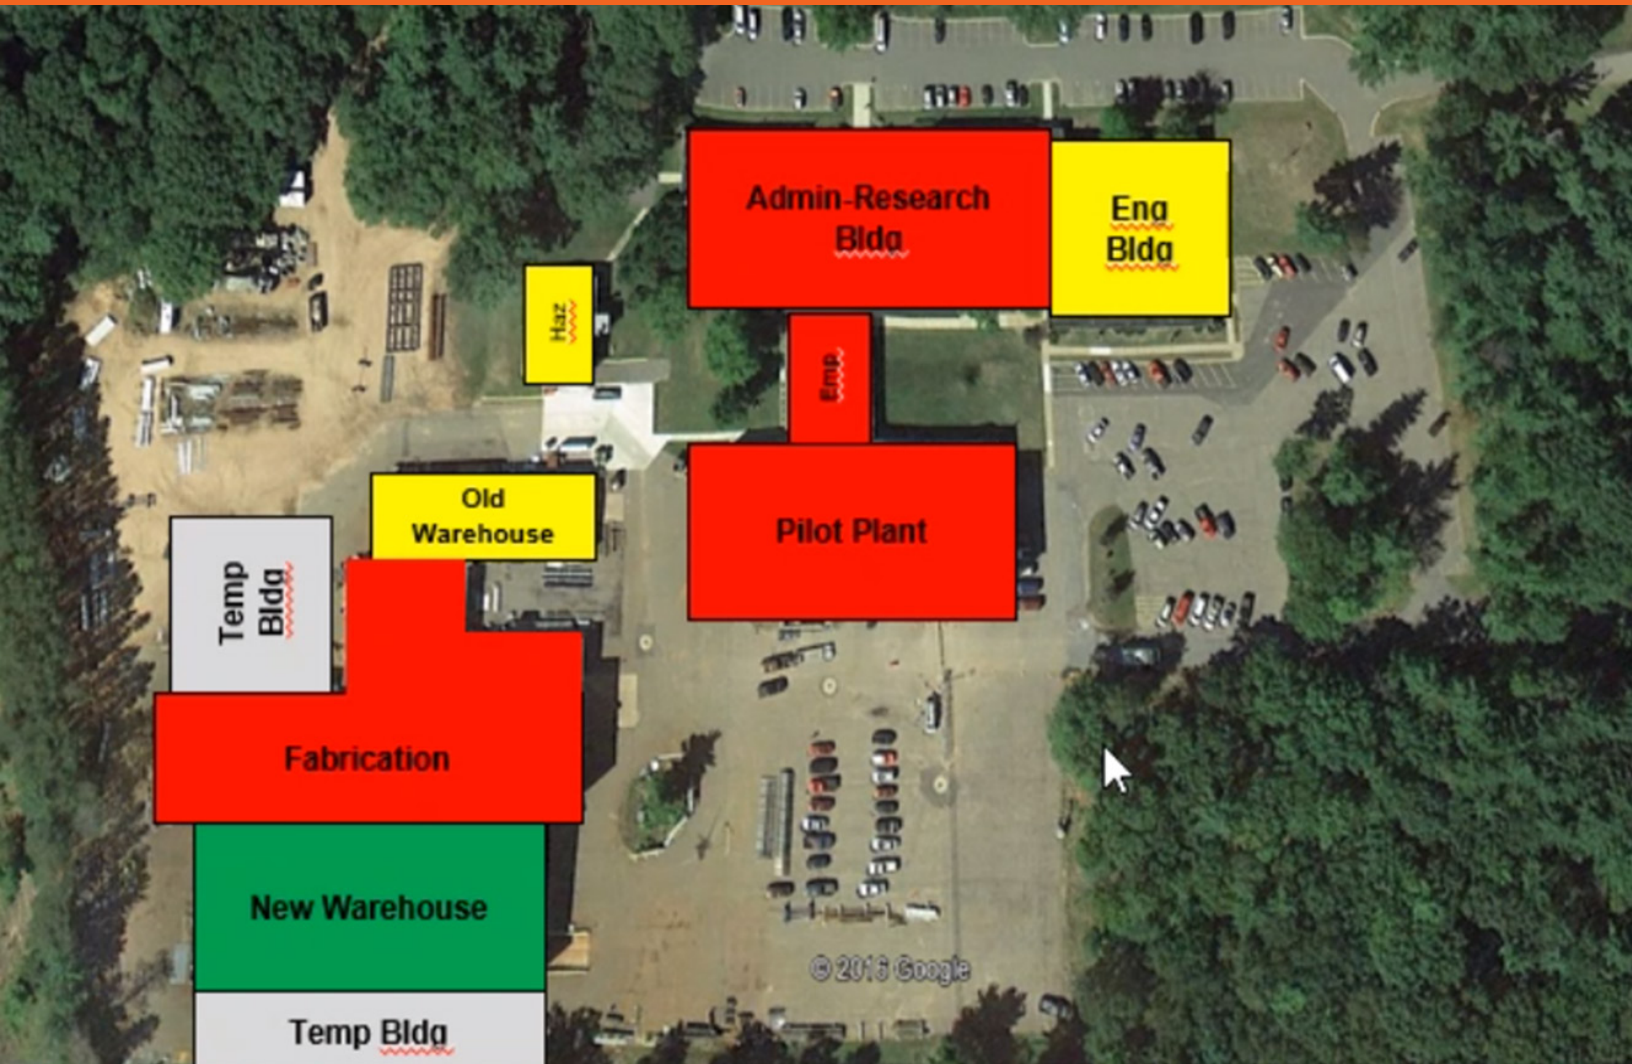 Admin-Research
Bldg
Eng
Bldg
Haz
Emp
Old
Warehouse
Pilot Plant
Temp
Bldg
Fabrication
New Warehouse
© 2016 Google
Temp Bldg